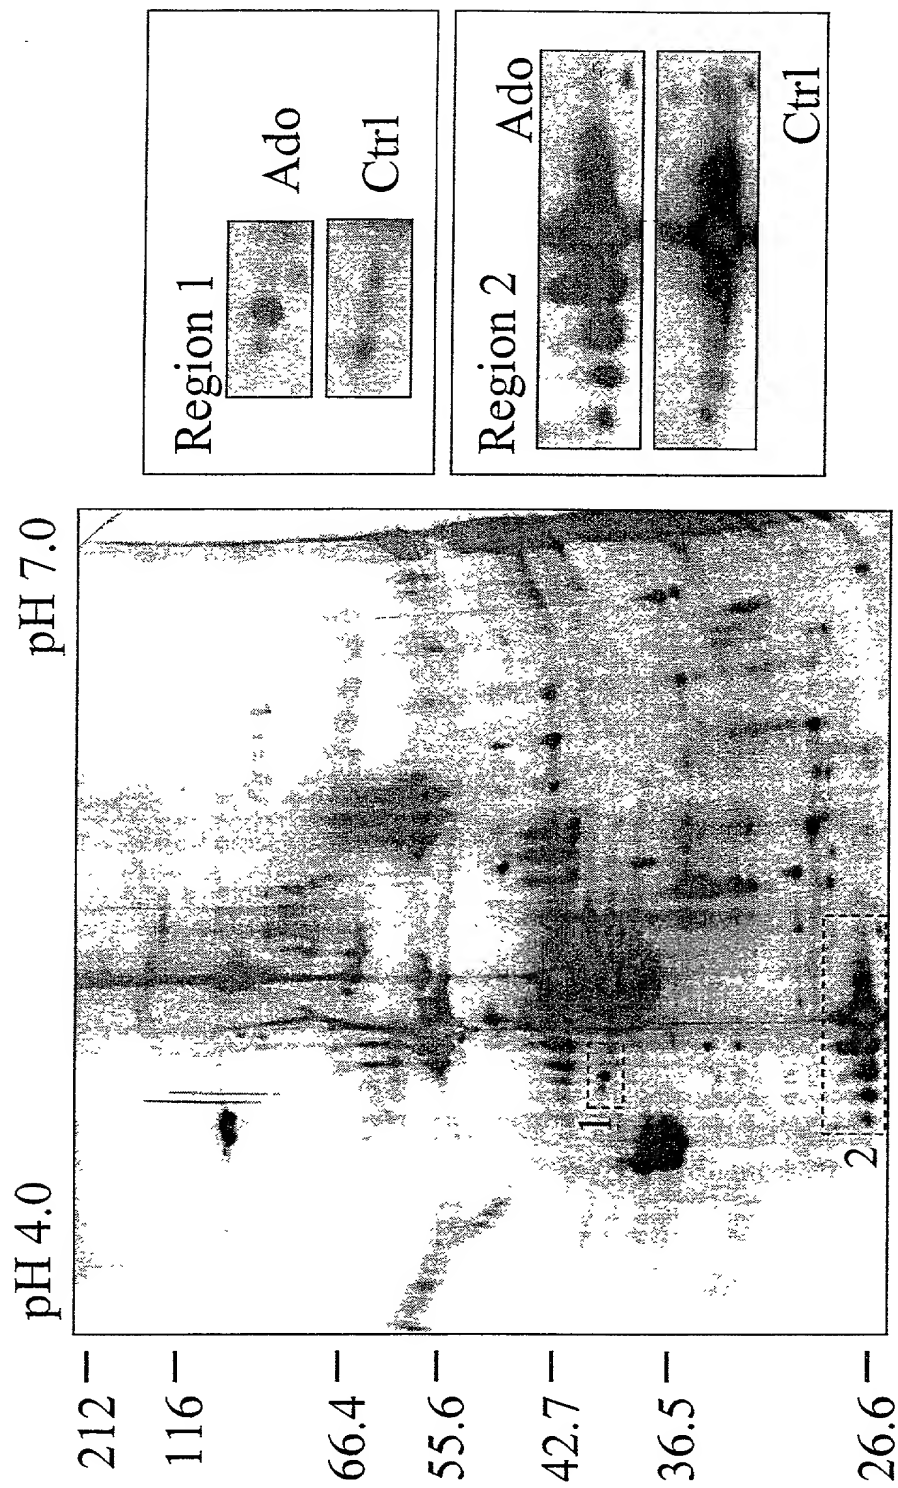 pH 4.0
pH 7.0
212
116
66.4
55.6
42.7
36.5
26.6
1
2
Region 1
Ado
Ctrl
Region 2
Ado
Ctrl